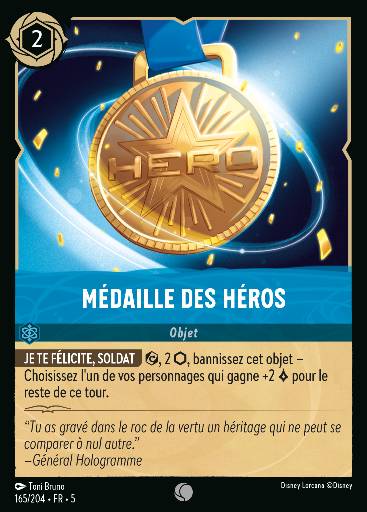 2
HERO
MÉDAILLE DES HÉROS
Objet
JE TE FÉLICITE, SOLDAT , 2 , bannissez cet objet –
Choisissez l'un de vos personnages qui gagne +2 pour le
reste de ce tour.
“Tu as gravé dans le roc de la vertu un héritage qui ne peut se
comparer à nul autre.”
–Général Hologramme
Toni Bruno
Disney Lorcana ©Disney
165/204 • FR • 5